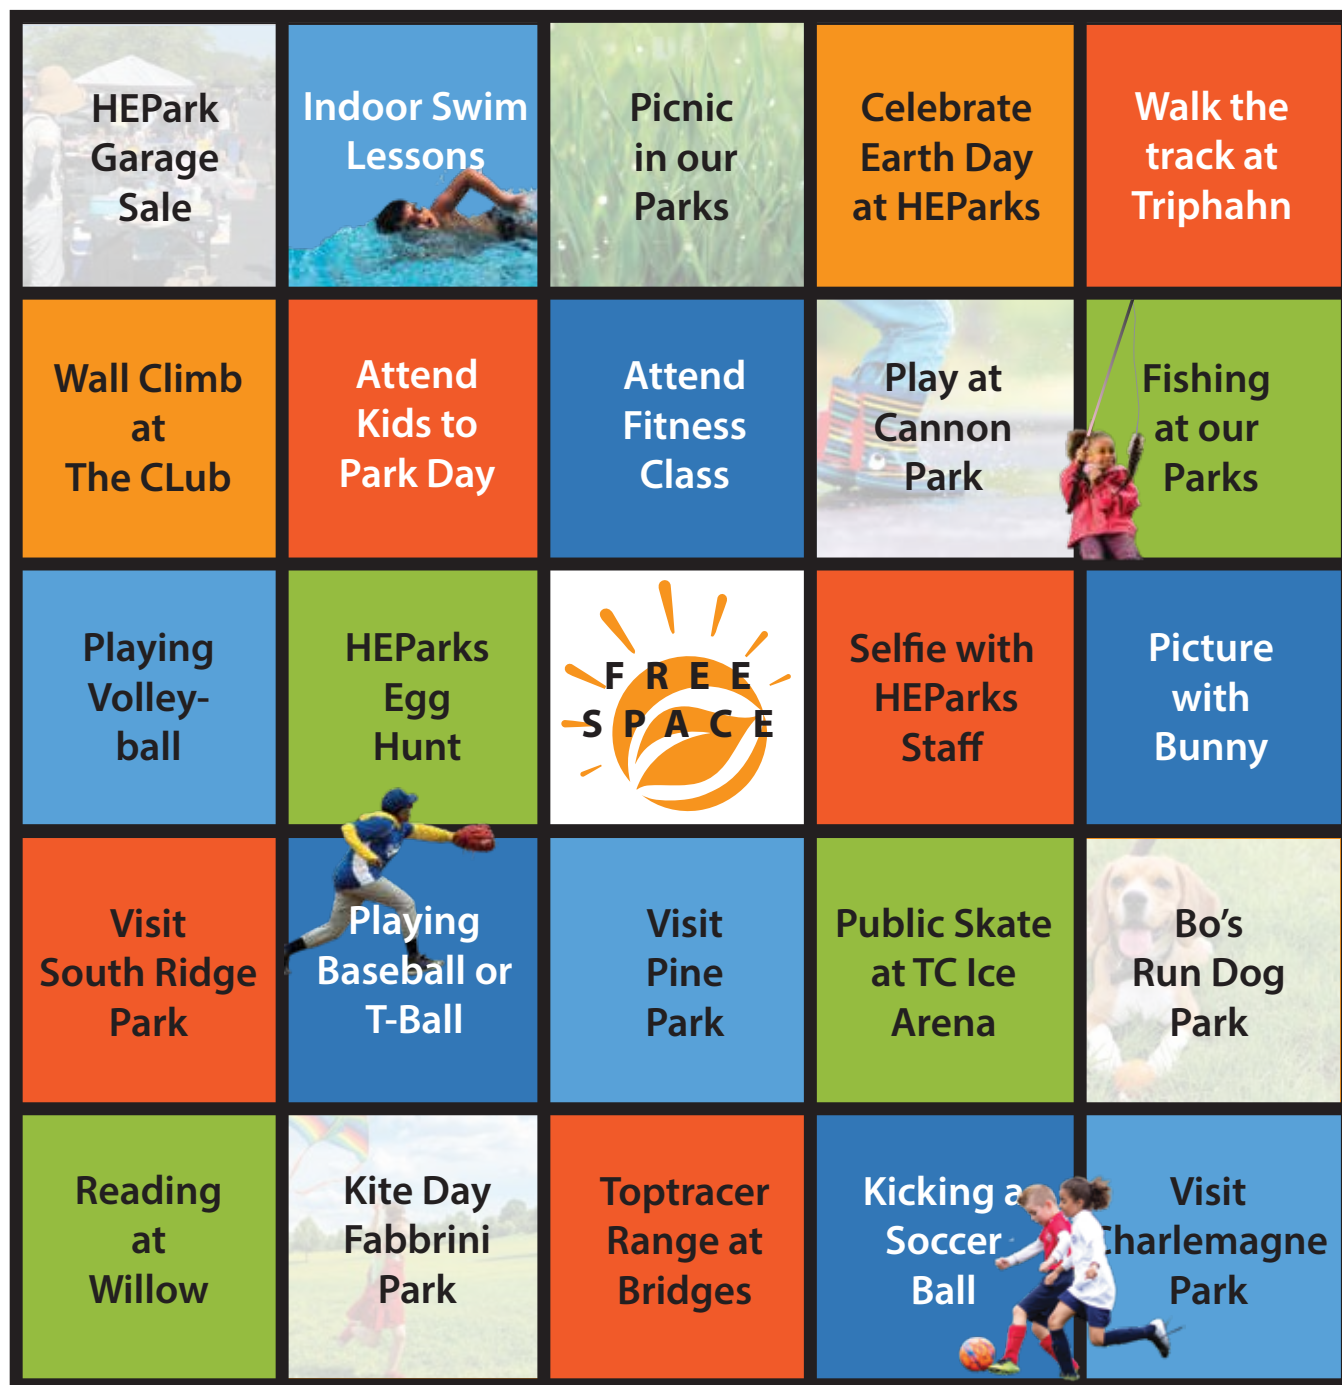 HEPark
Garage
Sale
Indoor Swim
Lessons
Picnic
in our
Parks
Celebrate
Earth Day
at HEParks
Walk the
track at
Triphahn
Wall Climb
at
The CLub
Attend
Kids to
Park Day
Attend
Fitness
Class
Play at
Cannon
Park
Fishing
at our
Parks
Playing
Volley-
ball
HEParks
Egg
Hunt
FREE
SPACE
Selfie with
HEParks
Staff
Picture
with
Bunny
Visit
South Ridge
Park
Playing
Baseball or
T-Ball
Visit
Pine
Park
Public Skate
at TC Ice
Arena
Bo's
Run Dog
Park
Reading
at
Willow
Kite Day
Fabbrini
Park
Toptracer
Range at
Bridges
Kicking a
Soccer
Ball
Visit
Charlemagne
Park